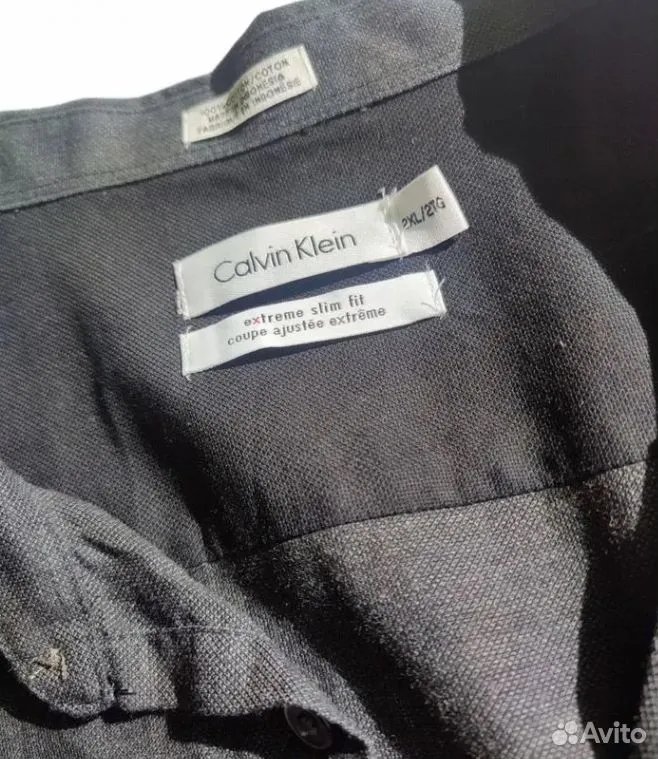 100% COTTON/COTON
MADE IN INDONESIA
FABRIQUÉ EN INDONÉSIE
Calvin Klein
2XL/2TG
extreme slim fit
coupe ajustée extrême
Avito